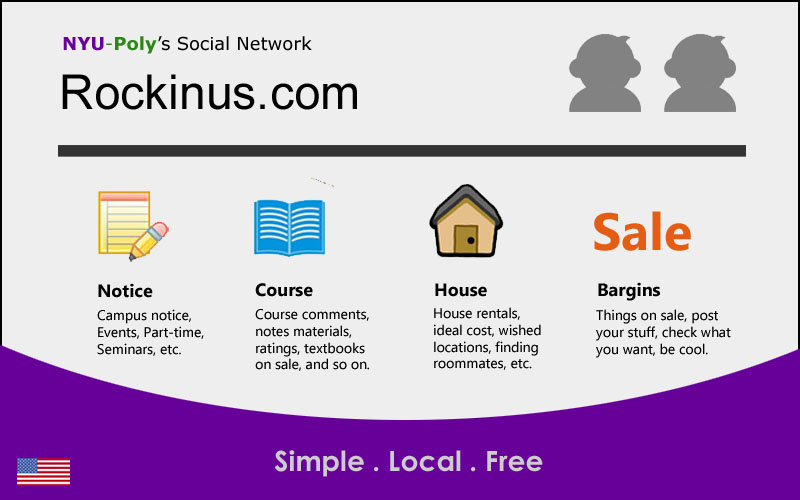 NYU-Poly’s Social Network
Rockinus.com
Sale
Notice
Campus notice,
Events, Part-time,
Seminars, etc.
Course
Course comments,
notes materials,
ratings, textbooks
on sale, and so on.
House
House rentals,
ideal cost, wished
locations, finding
roommates, etc.
Bargins
Things on sale, post
your stuff, check what
you want, be cool.
Simple . Local . Free